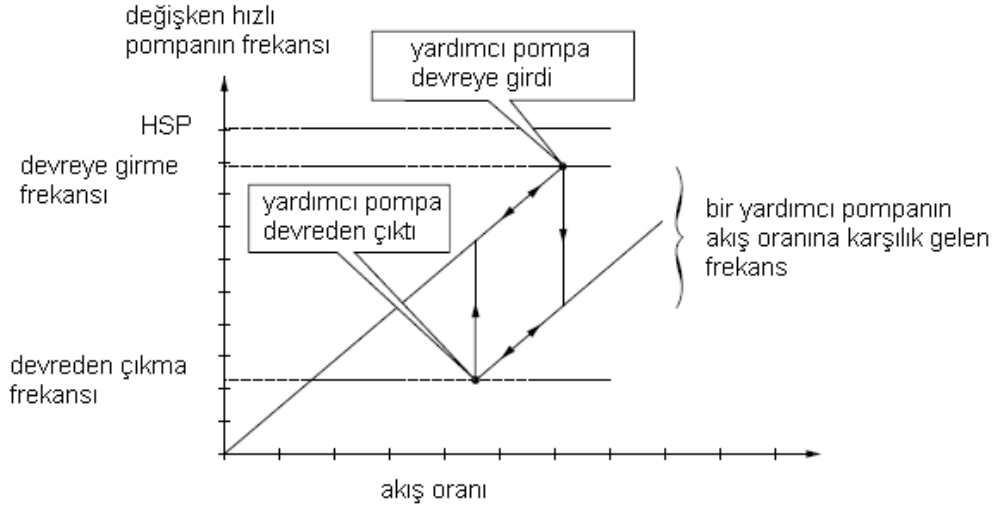 değişken hızlı
pompanın frekansı
yardımcı pompa
devreye girdi
HSP
devreye girme
frekansı
yardımcı pompa
devreden çıktı
bir yardımcı pompanın
akış oranına karşılık gelen
frekans
devreden çıkma
frekansı
akış oranı